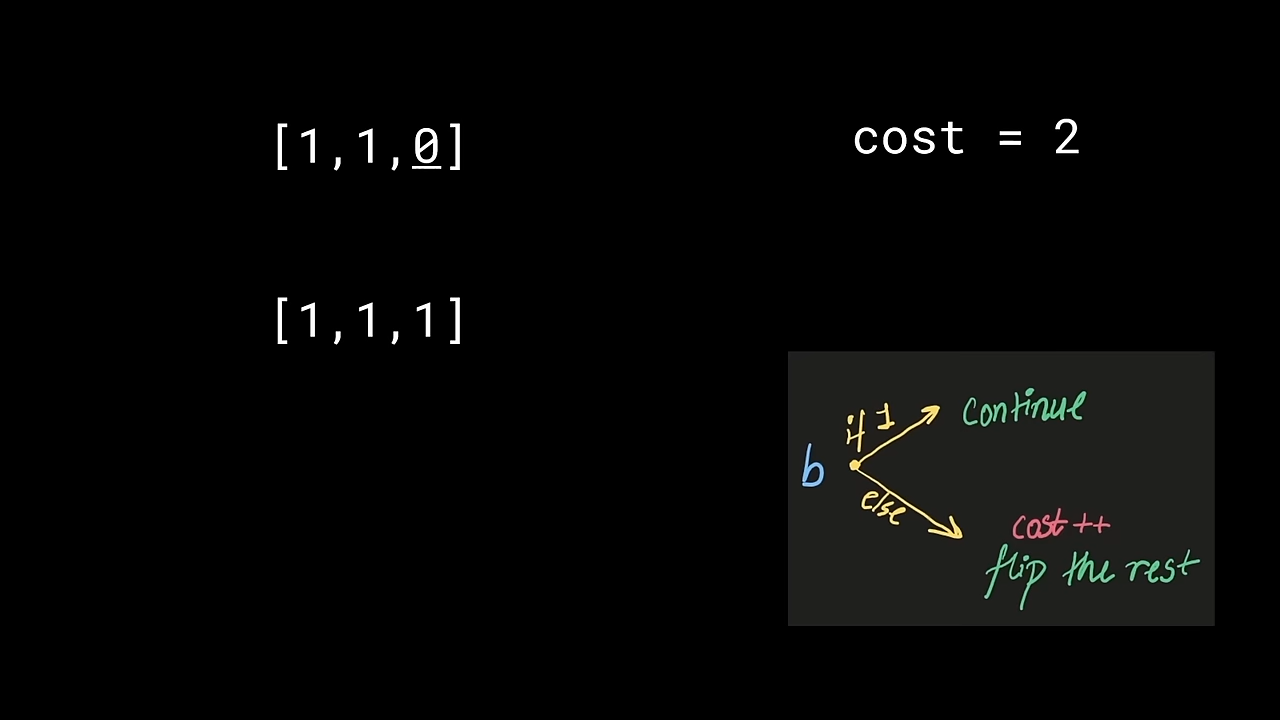 [1,1,0]
cost = 2
[1,1,1]
if 1
continue
b
else
cost ++
flip the rest